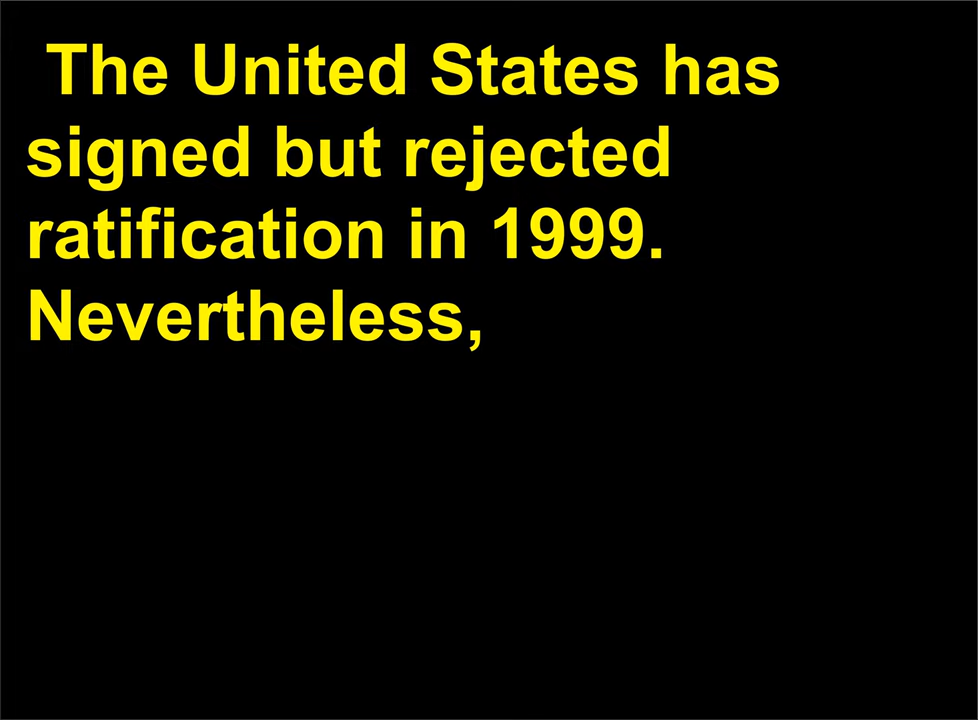 The United States has
signed but rejected
ratification in 1999.
Nevertheless,